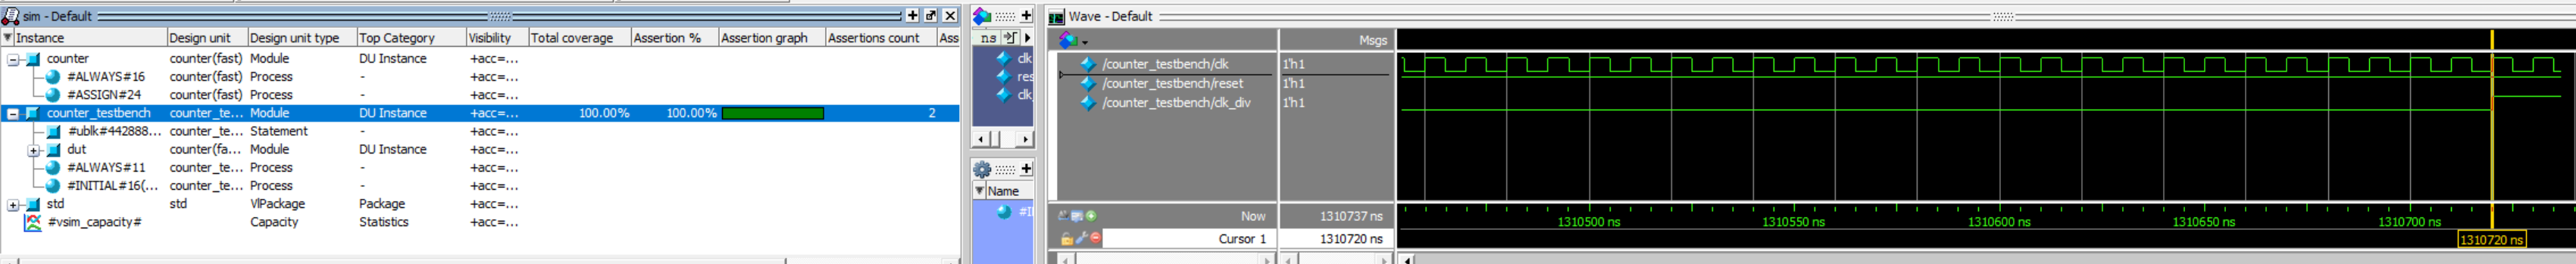 sim - Default
Instance Design unit Design unit type Top Category Visibility Total coverage Assertion % Assertion graph Assertions count Ass
counter counter(fast) Module DU Instance +acc=...
#ALWAYS#16 counter(fast) Process - +acc=...
#ASSIGN#24 counter(fast) Process - +acc=...
counter_testbench counter_te... Module DU Instance +acc=... 100.00% 100.00% 2
#ublk#442888... counter_te... Statement - +acc=...
dut counter(fa... Module DU Instance +acc=...
#ALWAYS#11 counter_te... Process - +acc=...
#INITIAL#16(... counter_te... Process - +acc=...
std std VlPackage Package +acc=...
#vsim_capacity# Capacity Statistics +acc=...
ns
clk
res
clk
Name
#I
Wave - Default
Msgs
/counter_testbench/clk 1'h1
/counter_testbench/reset 1'h1
/counter_testbench/clk_div 1'h1
Now 1310737 ns
Cursor 1 1310720 ns
1310500 ns 1310550 ns 1310600 ns 1310650 ns 1310700 ns
1310720 ns